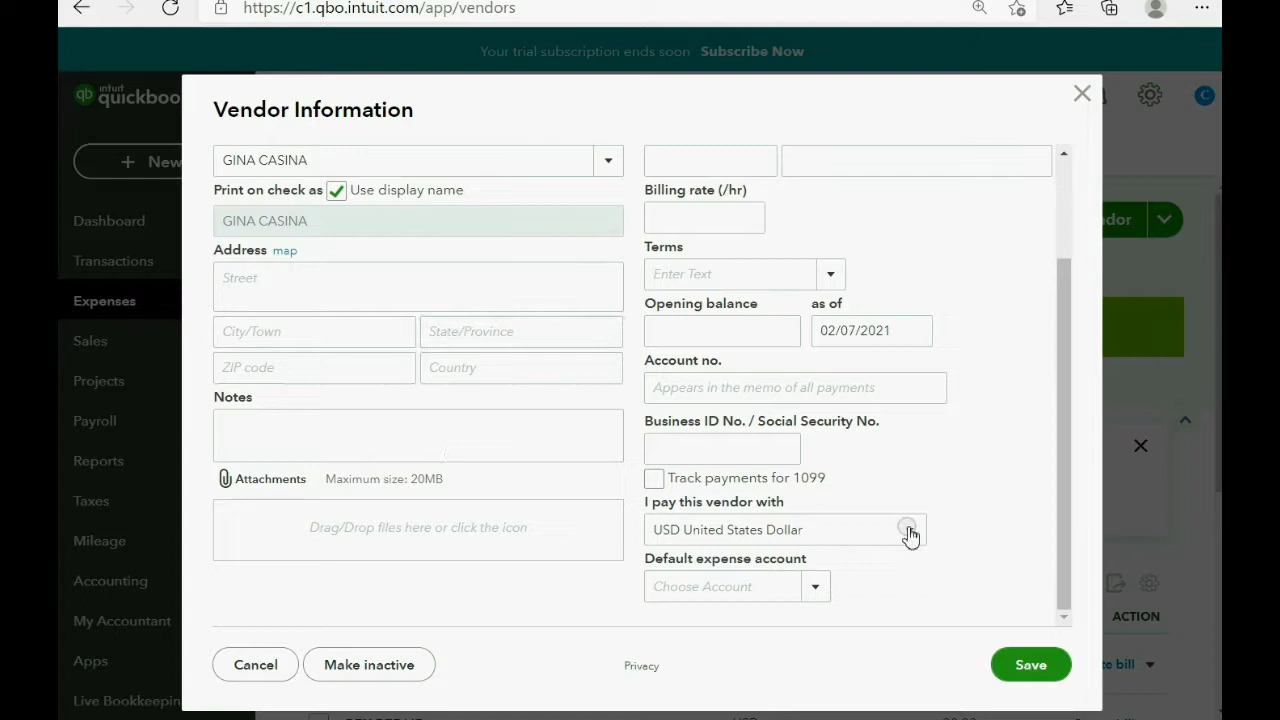 https://c1.qbo.intuit.com/app/vendors
Your trial subscription ends soon Subscribe Now
intuit
quickboo
C
+ New
Dashboard
Transactions
Expenses
Sales
Projects
Payroll
Reports
Taxes
Mileage
Accounting
My Accountant
Apps
Live Bookkeepin
Vendor Information
GINA CASINA
Print on check as Use display name
GINA CASINA
Address map
Street
City/Town State/Province
ZIP code Country
Notes
Attachments Maximum size: 20MB
Drag/Drop files here or click the icon
Billing rate (/hr)
Terms
Enter Text
Opening balance as of
02/07/2021
Account no.
Appears in the memo of all payments
Business ID No. / Social Security No.
Track payments for 1099
I pay this vendor with
USD United States Dollar
Default expense account
Choose Account
Cancel Make inactive Privacy Save
dor
ACTION
te bill